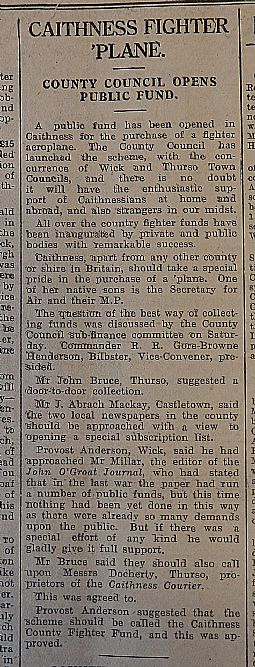 CAITHNESS FIGHTER
'PLANE.
COUNTY COUNCIL OPENS
PUBLIC FUND.
A public fund has been opened in
Caithness for the purchase of a fighter
aeroplane. The County Council has
launched the scheme, with the con-
currence of Wick and Thurso Town
Councils, and there is no doubt
it will have the enthusiastic sup-
port of Caithnessians at home and
abroad, and also strangers in our midst.
All over the country fighter funds have
been inaugurated by private and public
bodies with remarkable success.
Caithness, apart from any other county
or shire in Britain, should take a special
pride in the purchase of a 'plane. One
of her native sons is the Secretary for
Air and their M.P.
The question of the best way of collect-
ing funds was discussed by the County
Council sub-finance committee on Satur-
day. Commander R. L. Gore-Browne
Henderson, Bilbster, Vice-Convener, pre-
sided.
Mr John Bruce, Thurso, suggested a
door-to-door collection.
Mr J. Abrach Mackay, Castletown, said
the two local newspapers in the county
should be approached with a view to
opening a special subscription list.
Provost Anderson, Wick, said he had
approached Mr Millar, the editor of the
John O'Groat Journal, who had stated
that in the last war the paper had run
a number of public funds, but this time
nothing had been yet done in this way
as there were already so many demands
upon the public. But if there was a
special effort of any kind he would
gladly give it full support.
Mr Bruce said they should also call
upon Messrs Docherty, Thurso, pro-
prietors of the Caithness Courier.
This was agreed to.
Provost Anderson suggested that the
scheme should be called the Caithness
County Fighter Fund, and this was ap-
proved.